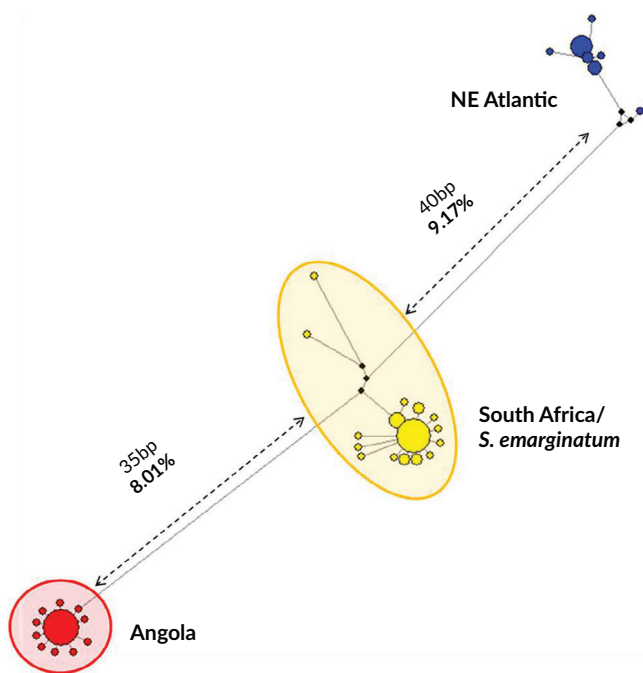 NE Atlantic
40bp
9.17%
South Africa/
S. emarginatum
35bp
8.01%
Angola